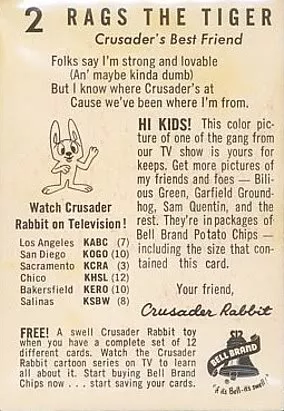 2 RAGS THE TIGER
Crusader's Best Friend
Folks say I'm strong and lovable
(An' maybe kinda dumb)
But I know where Crusader's at
Cause we've been where I'm from.
HI KIDS! This color pic-
ture of one of the gang from
our TV show is yours for
keeps. Get more pictures of
my friends and foes — Bili-
ous Green, Garfield Ground-
hog, Sam Quentin, and the
rest. They're in packages of
Bell Brand Potato Chips —
including the size that con-
tained this card.
Your friend,
Crusader Rabbit
Watch Crusader
Rabbit on Television!
Los Angeles KABC (7)
San Diego KOGO (10)
Sacramento KCRA (3)
Chico KHSL (12)
Bakersfield KERO (10)
Salinas KSBW (8)
FREE! A swell Crusader Rabbit toy
when you have a complete set of 12
different cards. Watch the Crusader
Rabbit cartoon series on TV to learn
all about it. Start buying Bell Brand
Chips now . . . start saving your cards.
BELL BRAND
"if its Bell-its swell!"